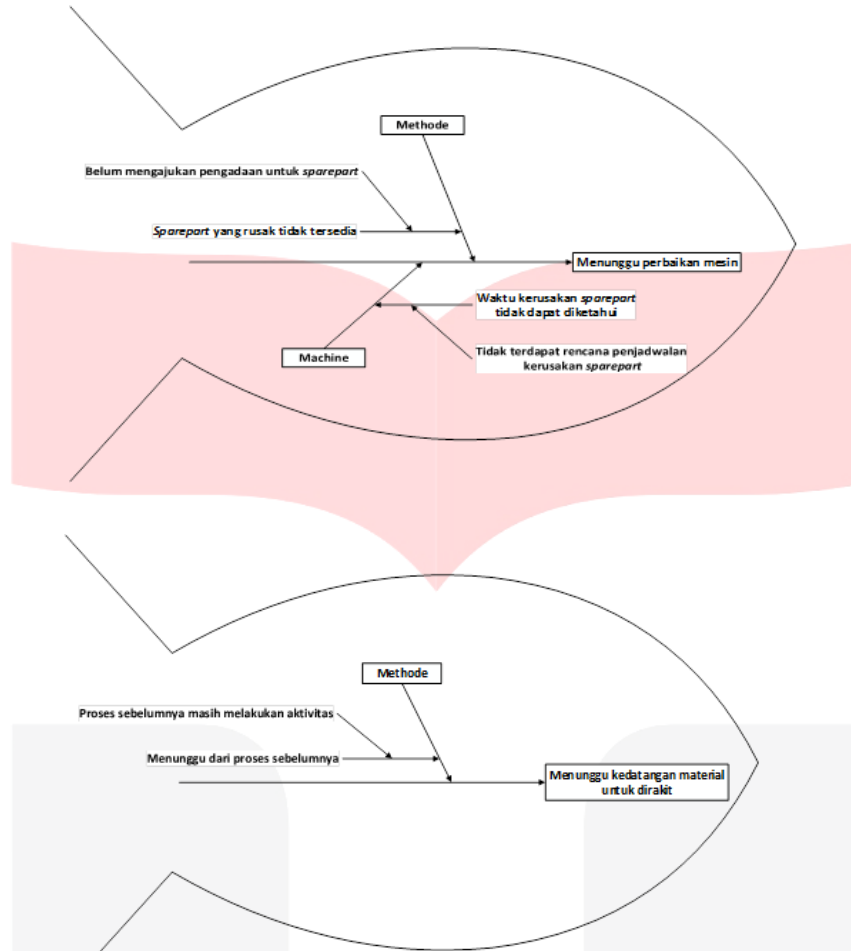 Methode
Belum mengajukan pengadaan untuk sparepart
Sparepart yang rusak tidak tersedia
Menunggu perbaikan mesin
Waktu kerusakan sparepart
tidak dapat diketahui
Machine
Tidak terdapat rencana penjadwalan
kerusakan sparepart
Methode
Proses sebelumnya masih melakukan aktivitas
Menunggu dari proses sebelumnya
Menunggu kedatangan material
untuk dirakit